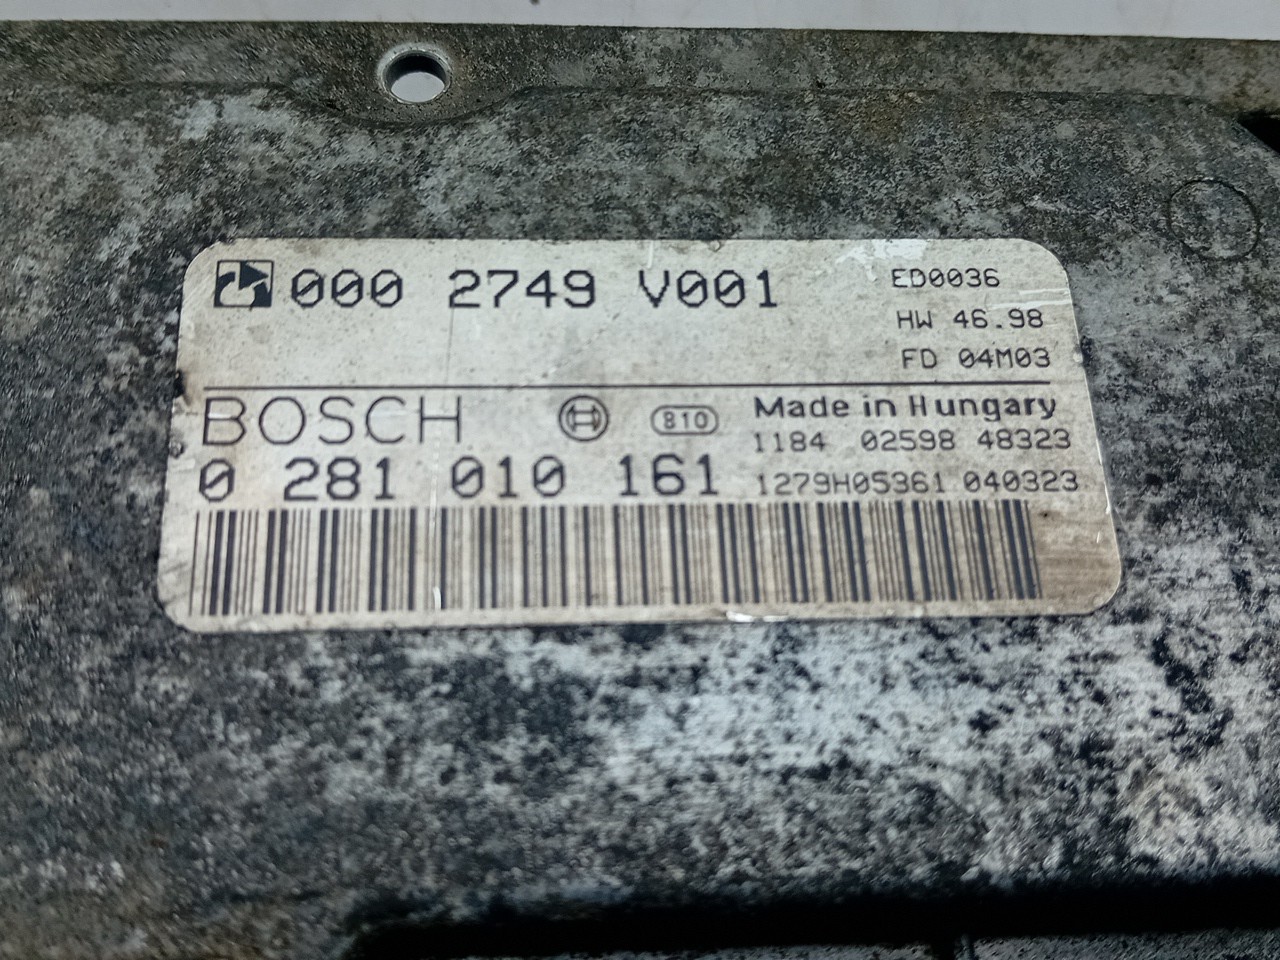 000 2749 V001
ED0036
HW 46.98
FD 04M03
BOSCH
810
Made in Hungary
1184 02598 48323
0 281 010 161
1279H05361 040323